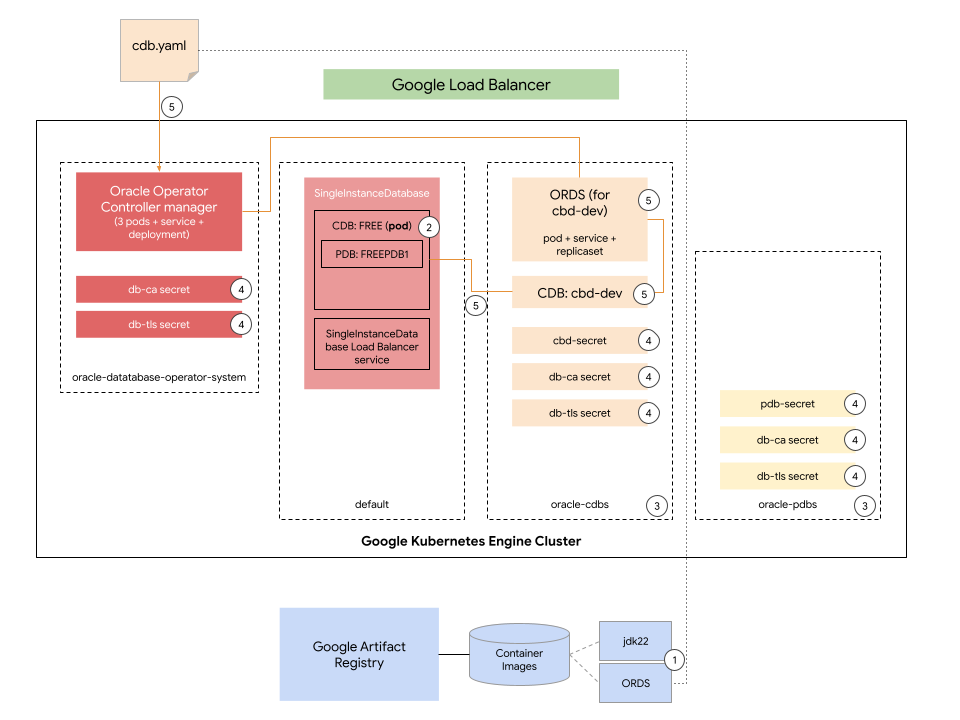 cdb.yaml
Google Load Balancer
5
Oracle Operator
Controller manager
(3 pods + service +
deployment)
db-ca secret
4
db-tls secret
4
oracle-datatabase-operator-system
SingleInstanceDatabase
CDB: FREE (pod)
2
PDB: FREEPDB1
SingleInstanceData
base Load Balancer
service
default
5
ORDS (for
cbd-dev)
5
pod + service +
replicaset
CDB: cbd-dev
5
cbd-secret
4
db-ca secret
4
db-tls secret
4
oracle-cdbs
3
pdb-secret
4
db-ca secret
4
db-tls secret
4
oracle-pdbs
3
Google Kubernetes Engine Cluster
Google Artifact
Registry
Container
Images
jdk22
1
ORDS